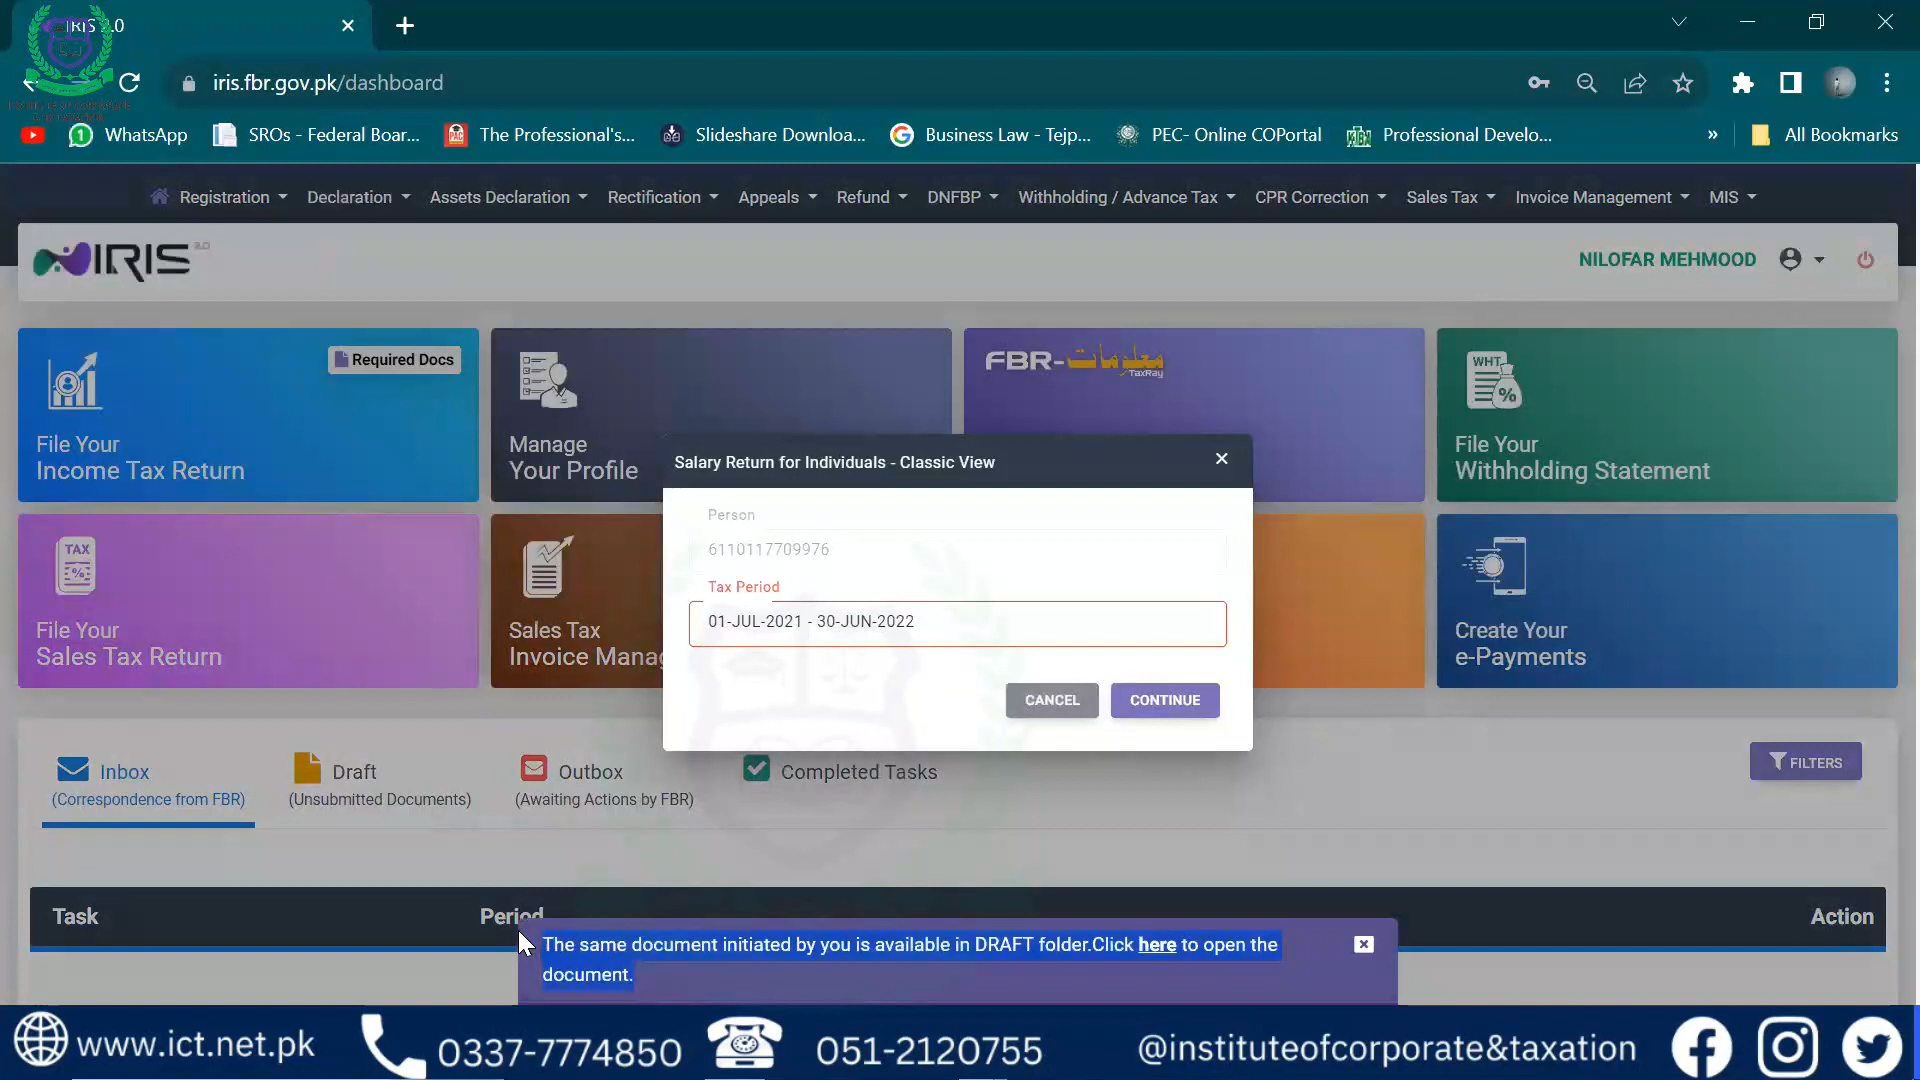 IRIS 2.0
iris.fbr.gov.pk/dashboard
WhatsApp
SROs - Federal Boar...
The Professional's...
Slideshare Downloa...
Business Law - Tejp...
PEC- Online COPortal
Professional Develo...
»
All Bookmarks
Registration
Declaration
Assets Declaration
Rectification
Appeals
Refund
DNFBP
Withholding / Advance Tax
CPR Correction
Sales Tax
Invoice Management
MIS
IRIS 2.0
NILOFAR MEHMOOD
Required Docs
File Your
Income Tax Return
Manage
Your Profile
FBR-معلومات
TaxRay
WHT
File Your
Withholding Statement
Salary Return for Individuals - Classic View
Person
6110117709976
Tax Period
01-JUL-2021 - 30-JUN-2022
CANCEL
CONTINUE
TAX
File Your
Sales Tax Return
Sales Tax
Invoice Mana
Create Your
e-Payments
Inbox
(Correspondence from FBR)
Draft
(Unsubmitted Documents)
Outbox
(Awaiting Actions by FBR)
Completed Tasks
FILTERS
Task
Period
Action
The same document initiated by you is available in DRAFT folder.Click here to open the
document.
www.ict.net.pk
0337-7774850
051-2120755
@instituteofcorporate&taxation